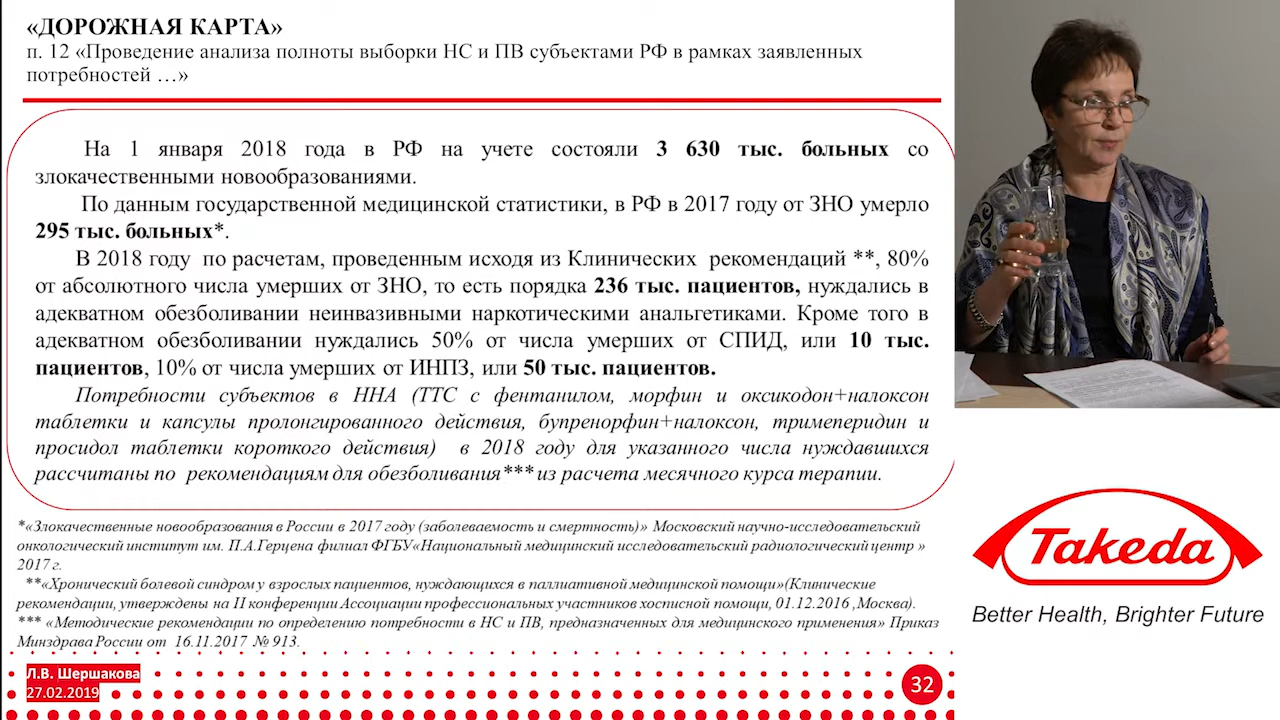 «ДОРОЖНАЯ КАРТА»
п. 12 «Проведение анализа полноты выборки НС и ПВ субъектами РФ в рамках заявленных
потребностей …»
На 1 января 2018 года в РФ на учете состояли 3 630 тыс. больных со
злокачественными новообразованиями.
По данным государственной медицинской статистики, в РФ в 2017 году от ЗНО умерло
295 тыс. больных*.
В 2018 году по расчетам, проведенным исходя из Клинических рекомендаций **, 80%
от абсолютного числа умерших от ЗНО, то есть порядка 236 тыс. пациентов, нуждались в
адекватном обезболивании неинвазивными наркотическими анальгетиками. Кроме того в
адекватном обезболивании нуждались 50% от числа умерших от СПИД, или 10 тыс.
пациентов, 10% от числа умерших от ИНПЗ, или 50 тыс. пациентов.
Потребности субъектов в ННА (ТТС с фентанилом, морфин и оксикодон+налоксон
таблетки и капсулы пролонгированного действия, бупренорфин+налоксон, тримеперидин и
просидол таблетки короткого действия) в 2018 году для указанного числа нуждавшихся
рассчитаны по рекомендациям для обезболивания*** из расчета месячного курса терапии.
*«Злокачественные новообразования в России в 2017 году (заболеваемость и смертность)» Московский научно-исследовательский
онкологический институт им. П.А.Герцена филиал ФГБУ«Национальный медицинский исследовательский радиологический центр »
2017 г.
**«Хронический болевой синдром у взрослых пациентов, нуждающихся в паллиативной медицинской помощи»(Клинические
рекомендации, утверждены на II конференции Ассоциации профессиональных участников хосписной помощи, 01.12.2016 ,Москва).
*** «Методические рекомендации по определению потребности в НС и ПВ, предназначенных для медицинского применения» Приказ
Минздрава России от 16.11.2017 № 913.
Л.В. Шершакова
27.02.2019
32
Takeda
Better Health, Brighter Future